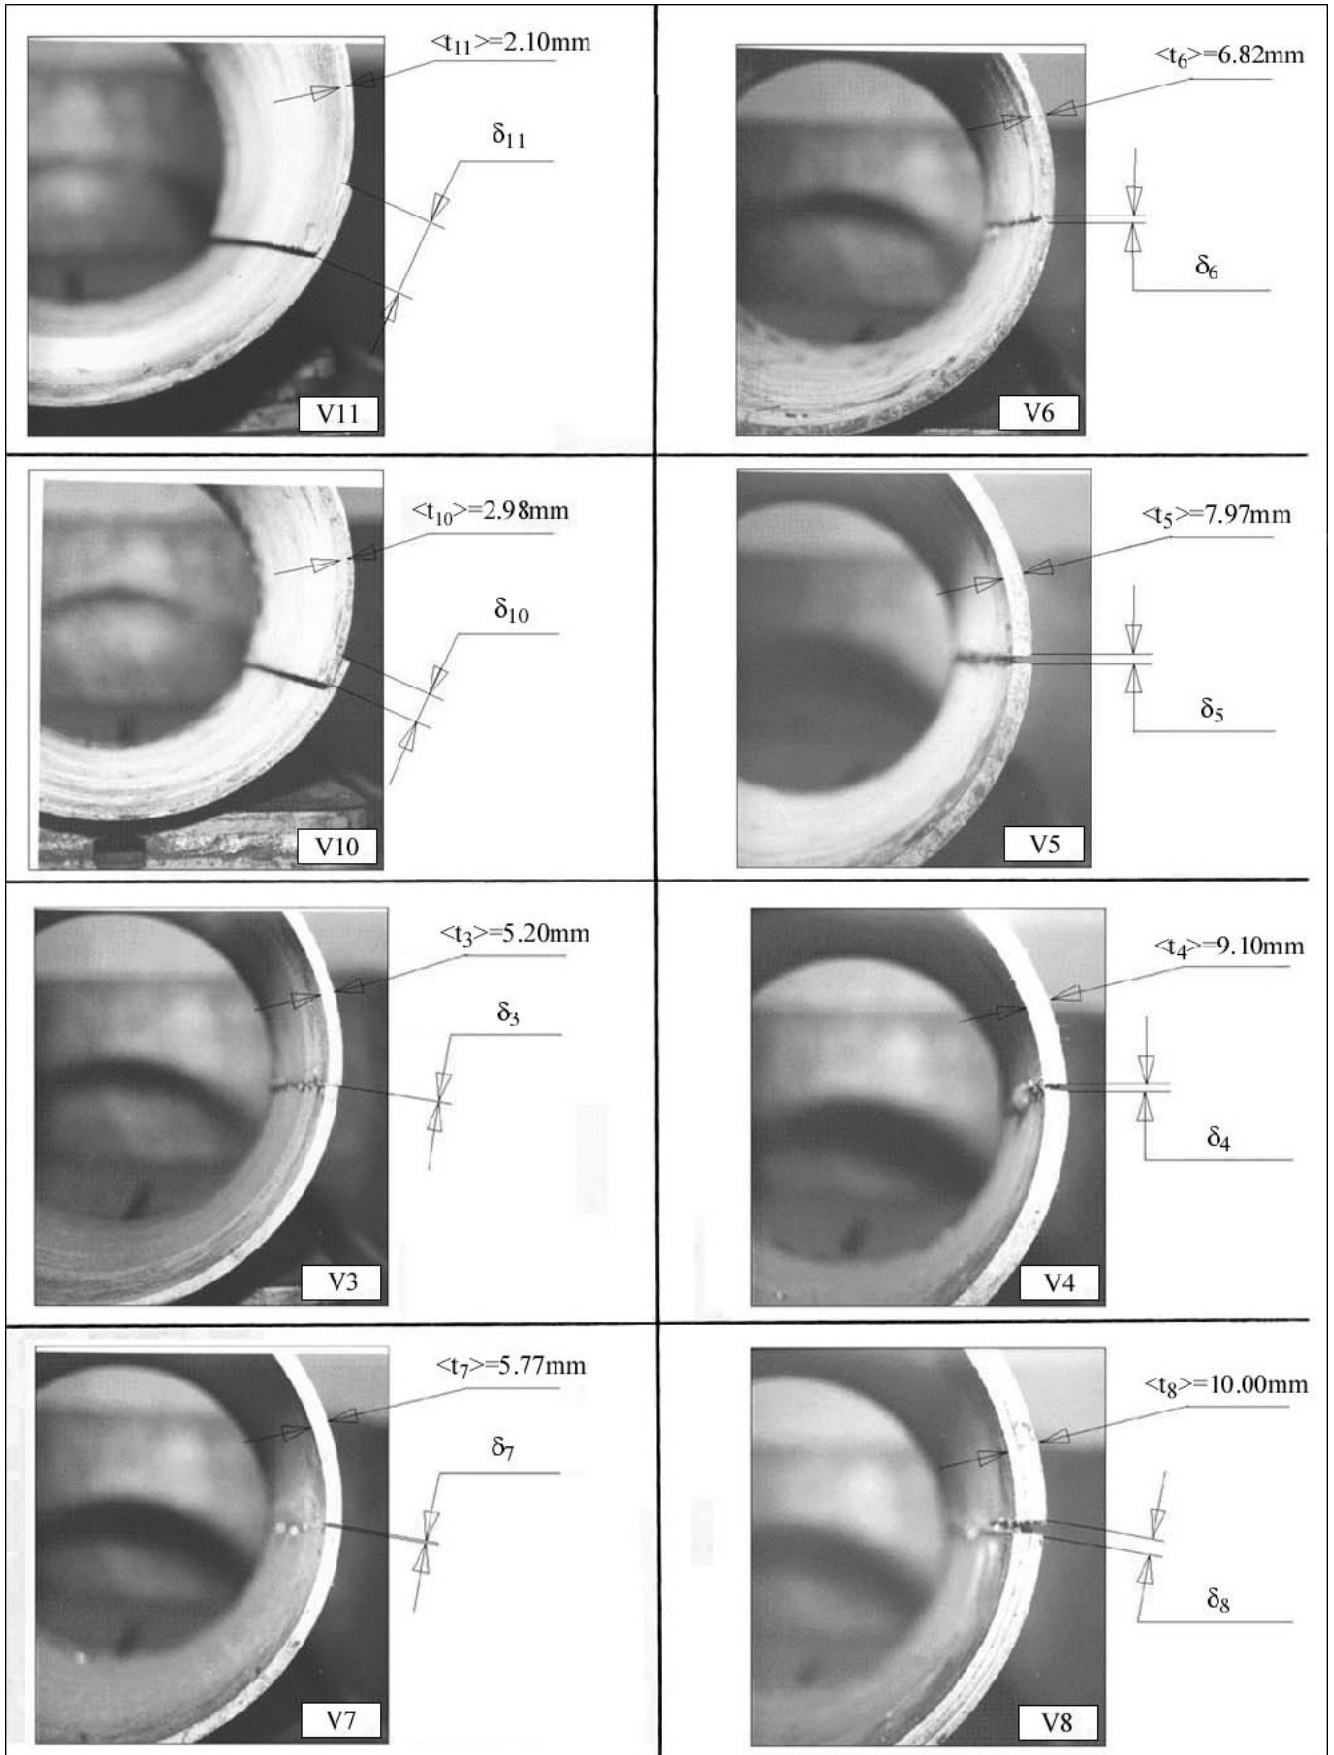 <t11>=2.10mm
δ11
V11
<t6>=6.82mm
δ6
V6
<t10>=2.98mm
δ10
V10
<t5>=7.97mm
δ5
V5
<t3>=5.20mm
δ3
V3
<t4>=9.10mm
δ4
V4
<t7>=5.77mm
δ7
V7
<t8>=10.00mm
δ8
V8